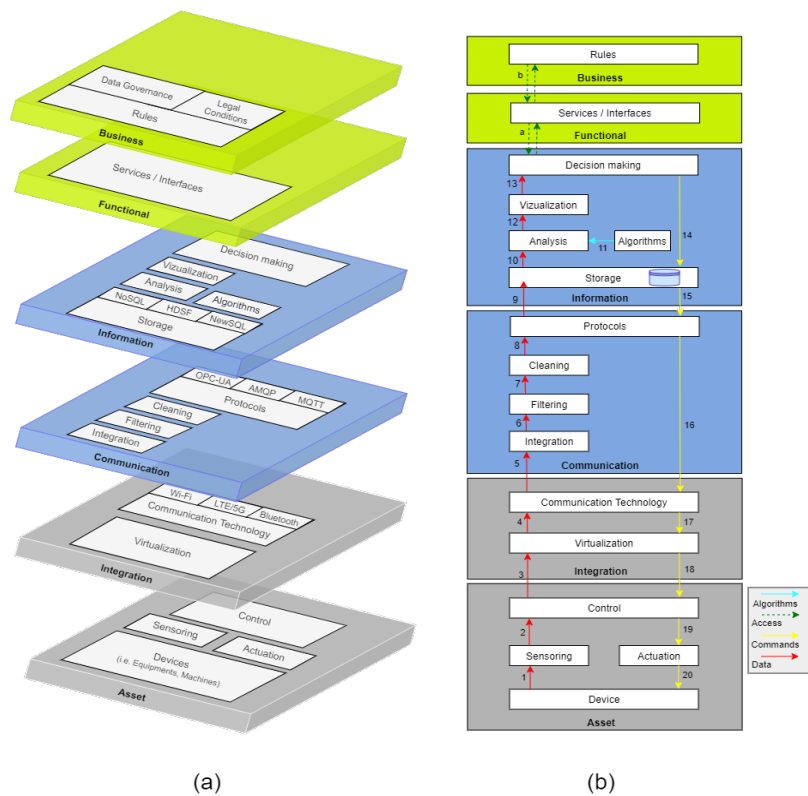 Data Governance
Legal
Conditions
Rules
Business
Services / Interfaces
Functional
Decision making
Vizualization
Analysis
Algorithms
NoSQL
HDSF
NewSQL
Storage
Information
OPC-UA
AMQP
MQTT
Protocols
Cleaning
Filtering
Integration
Communication
Wi-Fi
LTE/5G
Bluetooth
Communication Technology
Virtualization
Integration
Control
Sensoring
Actuation
Devices
(i.e. Equipments, Machines)
Asset
(a)
Rules
b
Business
Services / Interfaces
a
Functional
Decision making
13
Vizualization
12
14
Analysis
11
Algorithms
10
Storage
9
Information
15
Protocols
8
Cleaning
7
Filtering
6
16
Integration
5
Communication
Communication Technology
4
17
Virtualization
3
Integration
18
Control
2
19
Sensoring
Actuation
1
20
Device
Asset
Algorithms
Access
Commands
Data
(b)